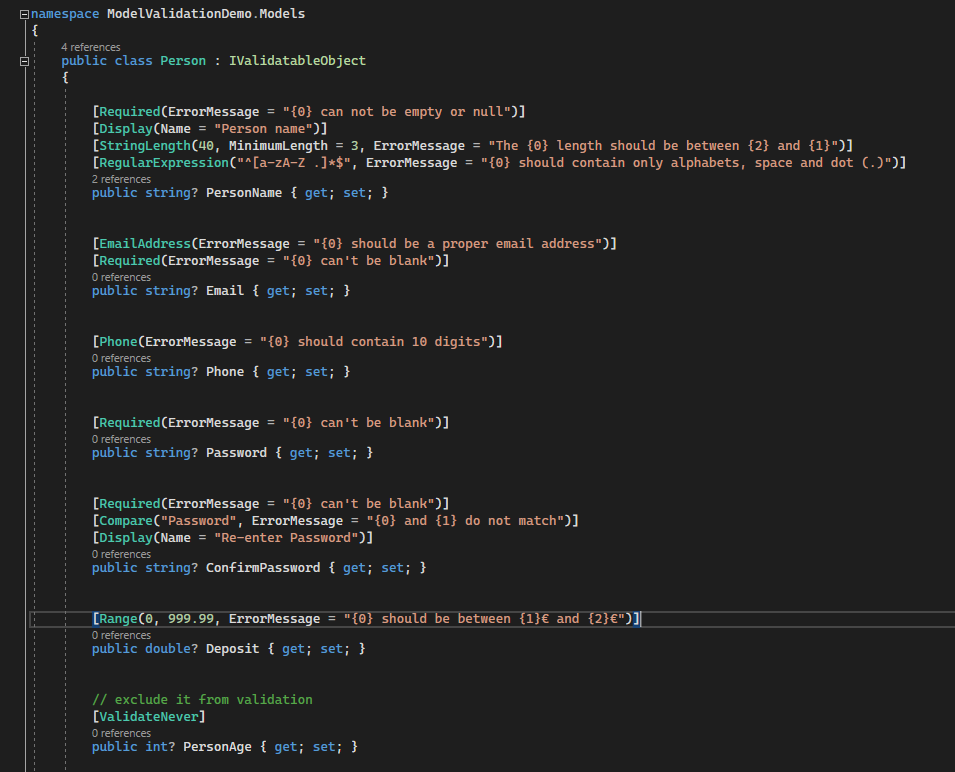 namespace ModelValidationDemo.Models
{
4 references
public class Person : IValidatableObject
{
[Required(ErrorMessage = "{0} can not be empty or null")]
[Display(Name = "Person name")]
[StringLength(40, MinimumLength = 3, ErrorMessage = "The {0} length should be between {2} and {1}")]
[RegularExpression("^[a-zA-Z .]*$", ErrorMessage = "{0} should contain only alphabets, space and dot (.)")]
2 references
public string? PersonName { get; set; }
[EmailAddress(ErrorMessage = "{0} should be a proper email address")]
[Required(ErrorMessage = "{0} can't be blank")]
0 references
public string? Email { get; set; }
[Phone(ErrorMessage = "{0} should contain 10 digits")]
0 references
public string? Phone { get; set; }
[Required(ErrorMessage = "{0} can't be blank")]
0 references
public string? Password { get; set; }
[Required(ErrorMessage = "{0} can't be blank")]
[Compare("Password", ErrorMessage = "{0} and {1} do not match")]
[Display(Name = "Re-enter Password")]
0 references
public string? ConfirmPassword { get; set; }
[Range(0, 999.99, ErrorMessage = "{0} should be between {1}€ and {2}€")]
0 references
public double? Deposit { get; set; }
// exclude it from validation
[ValidateNever]
0 references
public int? PersonAge { get; set; }